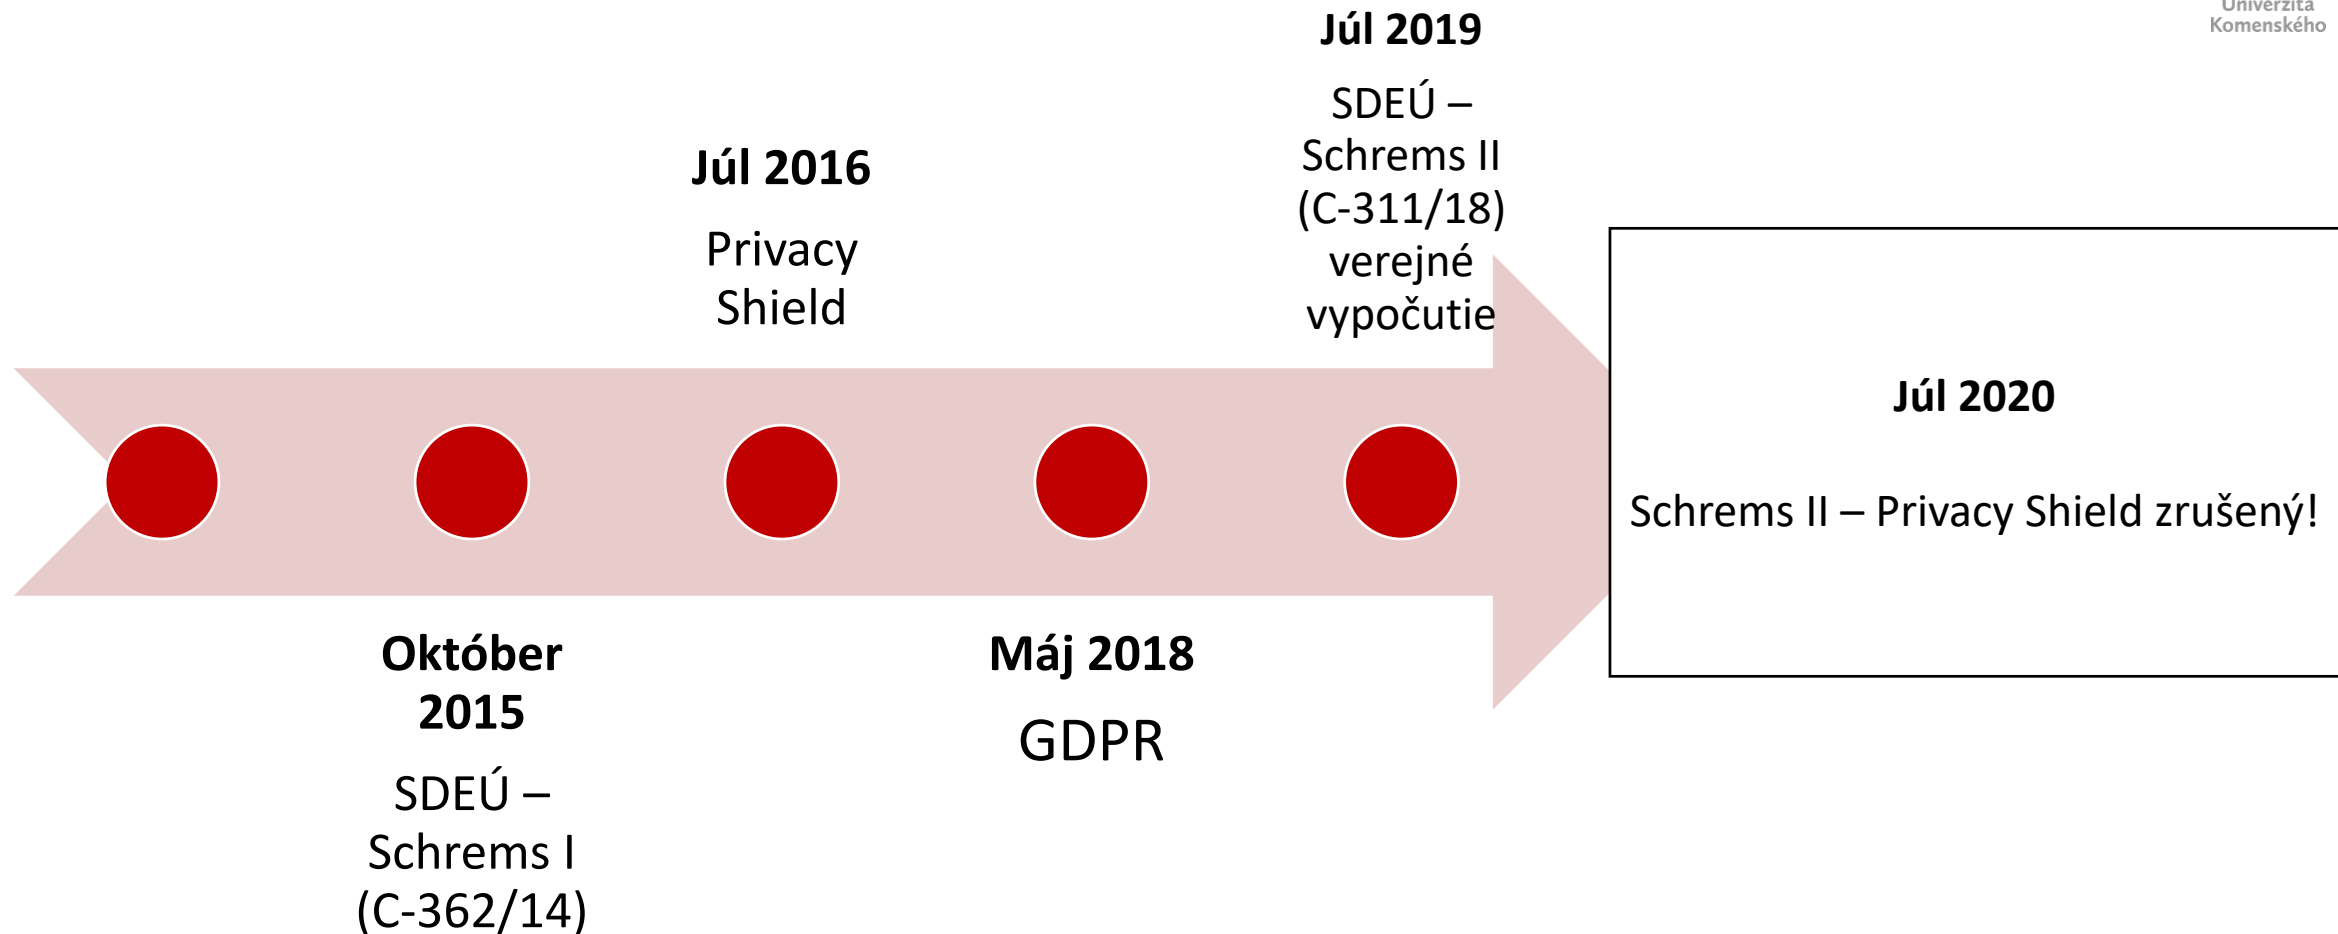 Univerzita
Komenského
Júl 2019
SDEÚ –
Schrems II
(C-311/18)
verejné
vypočutie
Júl 2016
Privacy
Shield
Júl 2020
Schrems II – Privacy Shield zrušený!
Október
2015
SDEÚ –
Schrems I
(C-362/14)
Máj 2018
GDPR